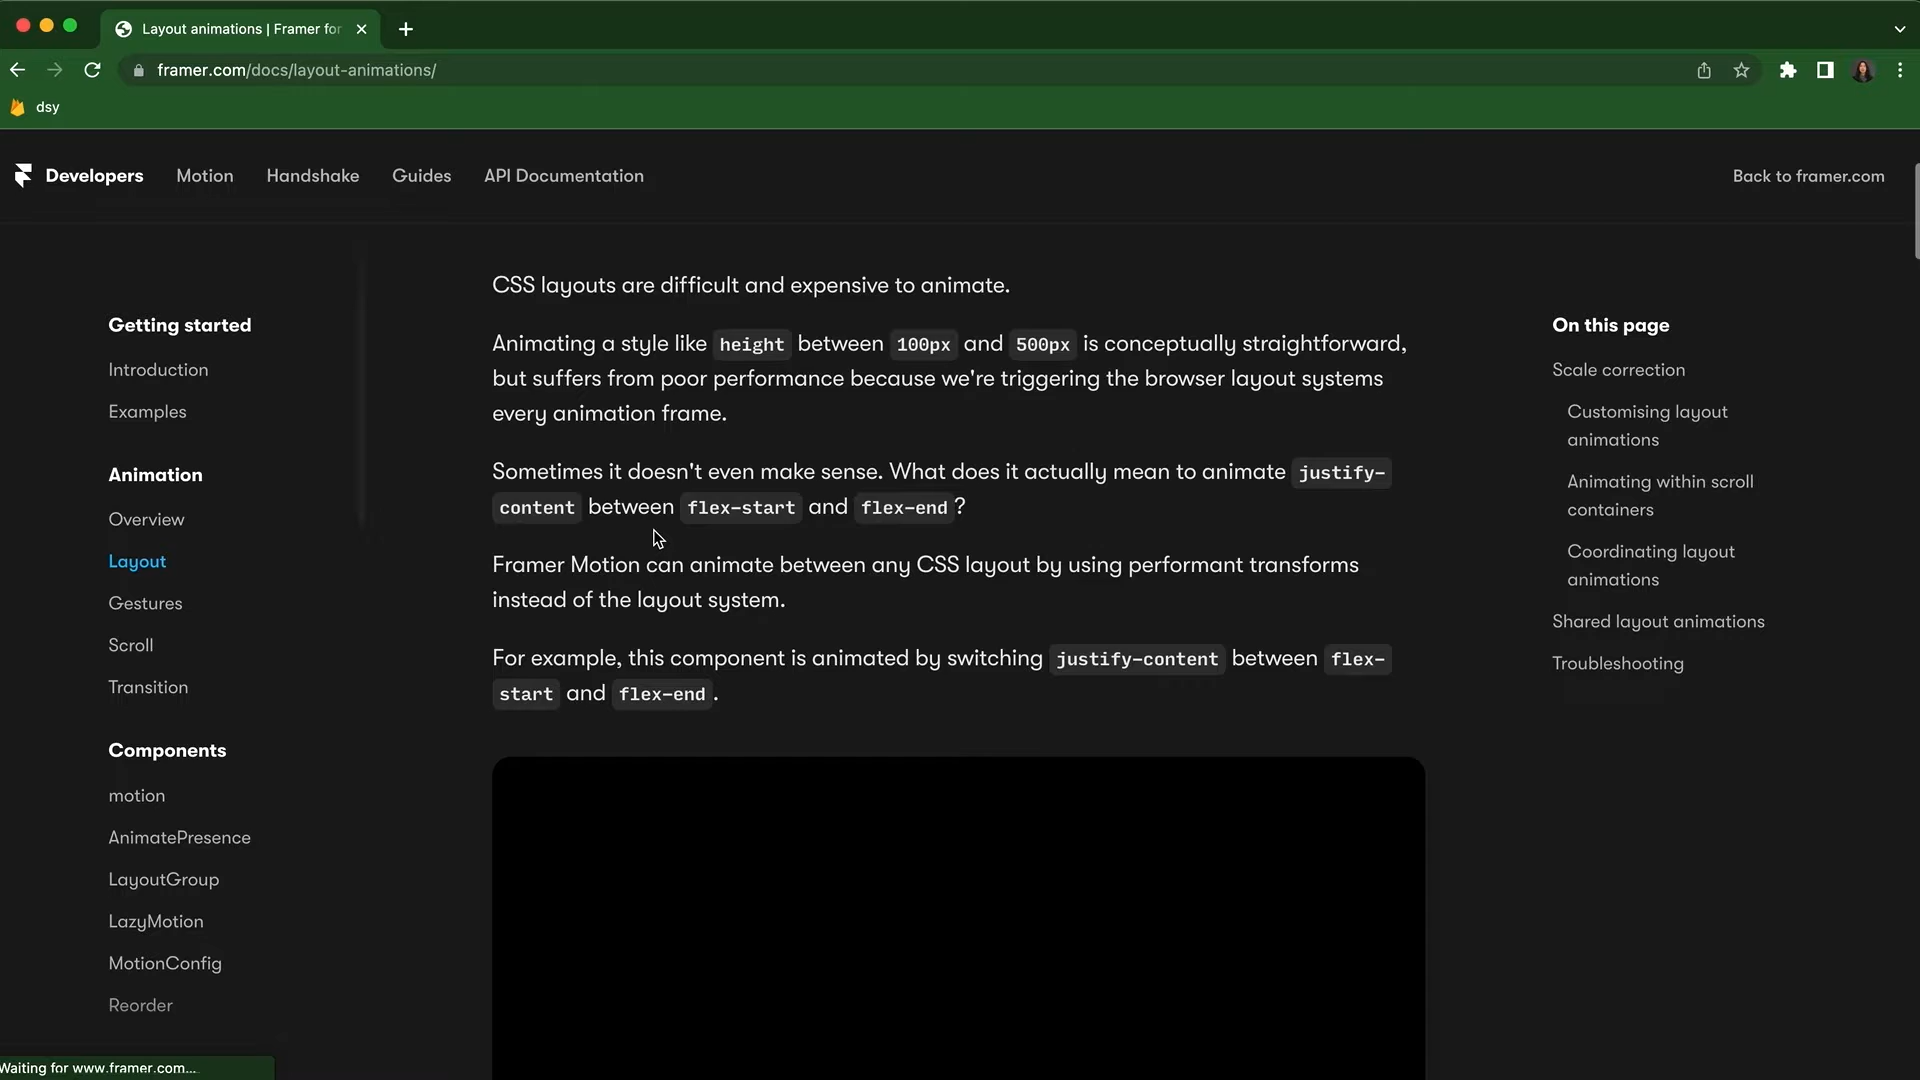 Layout animations | Framer for
framer.com/docs/layout-animations/
dsy
Developers
Motion
Handshake
Guides
API Documentation
Back to framer.com
Getting started
Introduction
Examples
Animation
Overview
Layout
Gestures
Scroll
Transition
Components
motion
AnimatePresence
LayoutGroup
LazyMotion
MotionConfig
Reorder
CSS layouts are difficult and expensive to animate.
Animating a style like height between 100px and 500px is conceptually straightforward,
but suffers from poor performance because we're triggering the browser layout systems
every animation frame.
Sometimes it doesn't even make sense. What does it actually mean to animate justify-
content between flex-start and flex-end?
Framer Motion can animate between any CSS layout by using performant transforms
instead of the layout system.
For example, this component is animated by switching justify-content between flex-
start and flex-end.
On this page
Scale correction
Customising layout
animations
Animating within scroll
containers
Coordinating layout
animations
Shared layout animations
Troubleshooting
Waiting for www.framer.com...